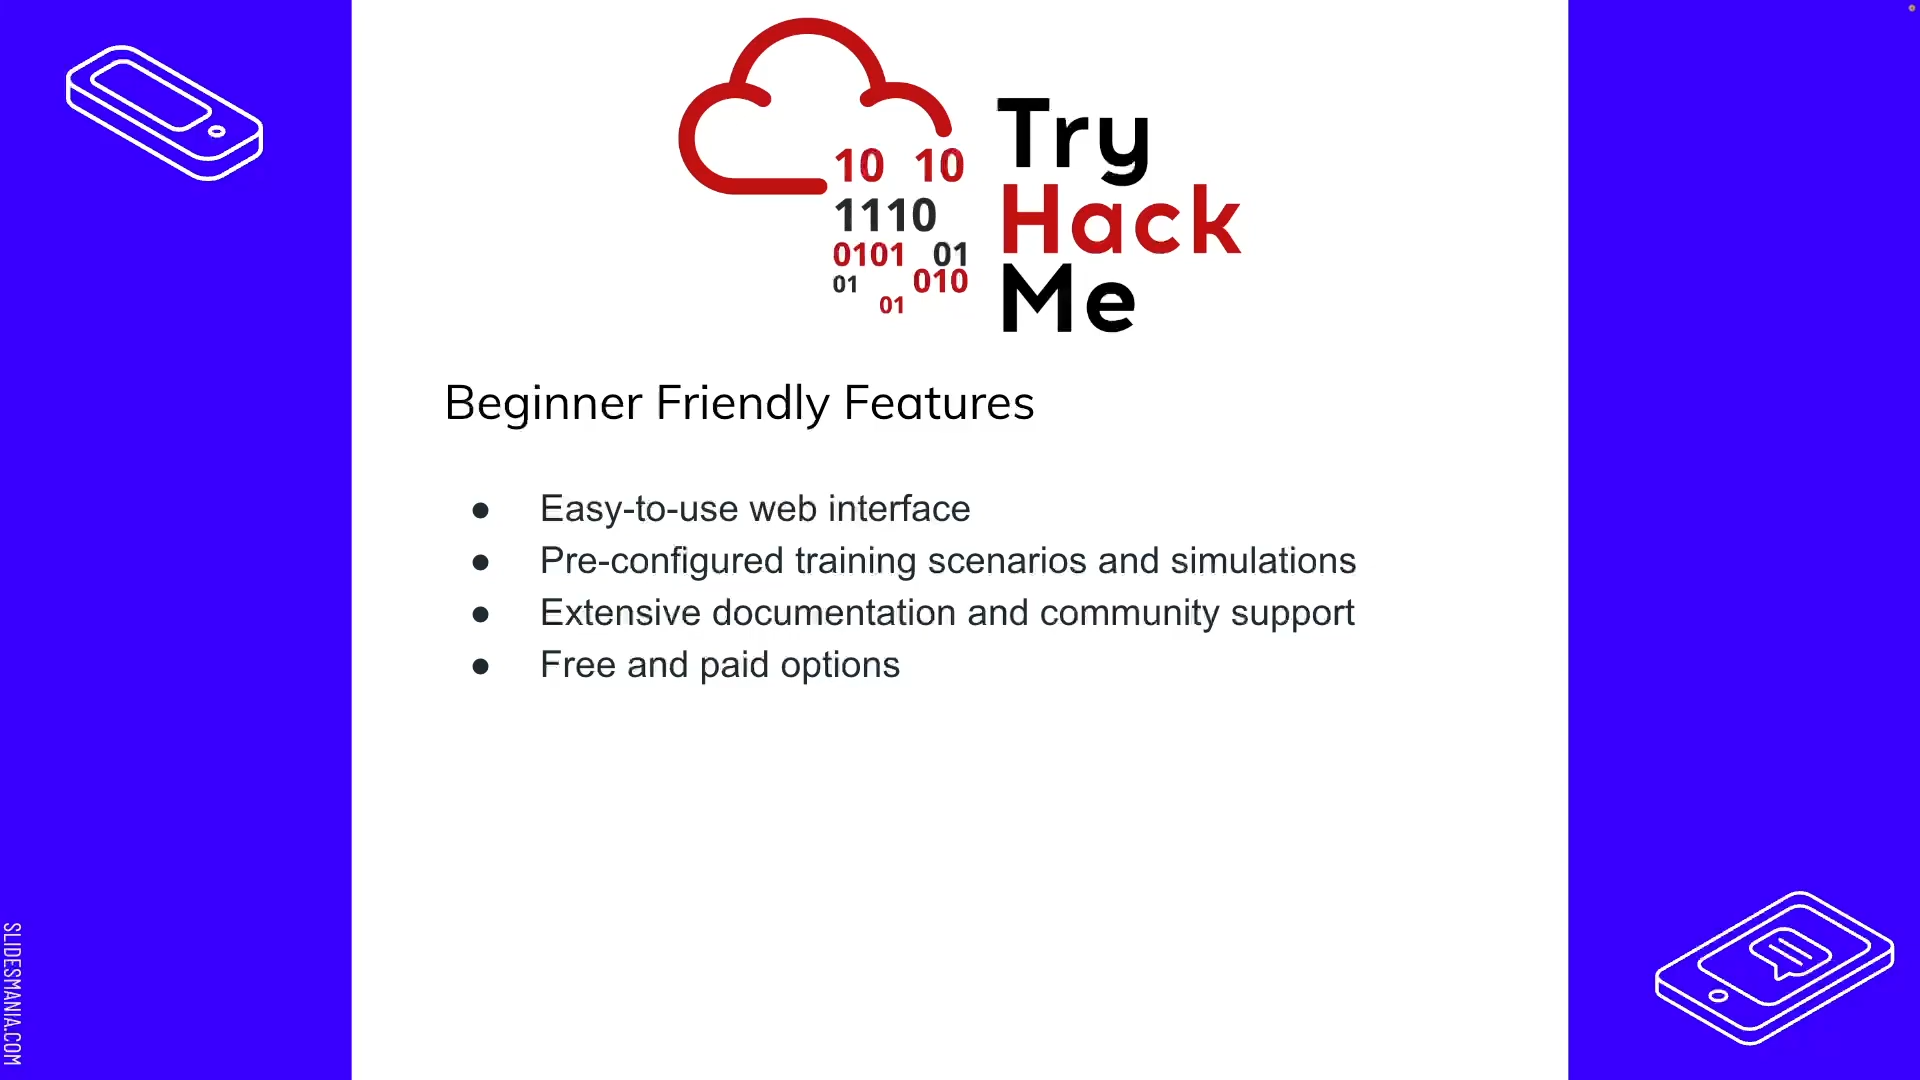 10 10
1110
0101 01
01 010
01
Try
Hack
Me
Beginner Friendly Features
● Easy-to-use web interface
● Pre-configured training scenarios and simulations
● Extensive documentation and community support
● Free and paid options
SLIDESMANIA.COM